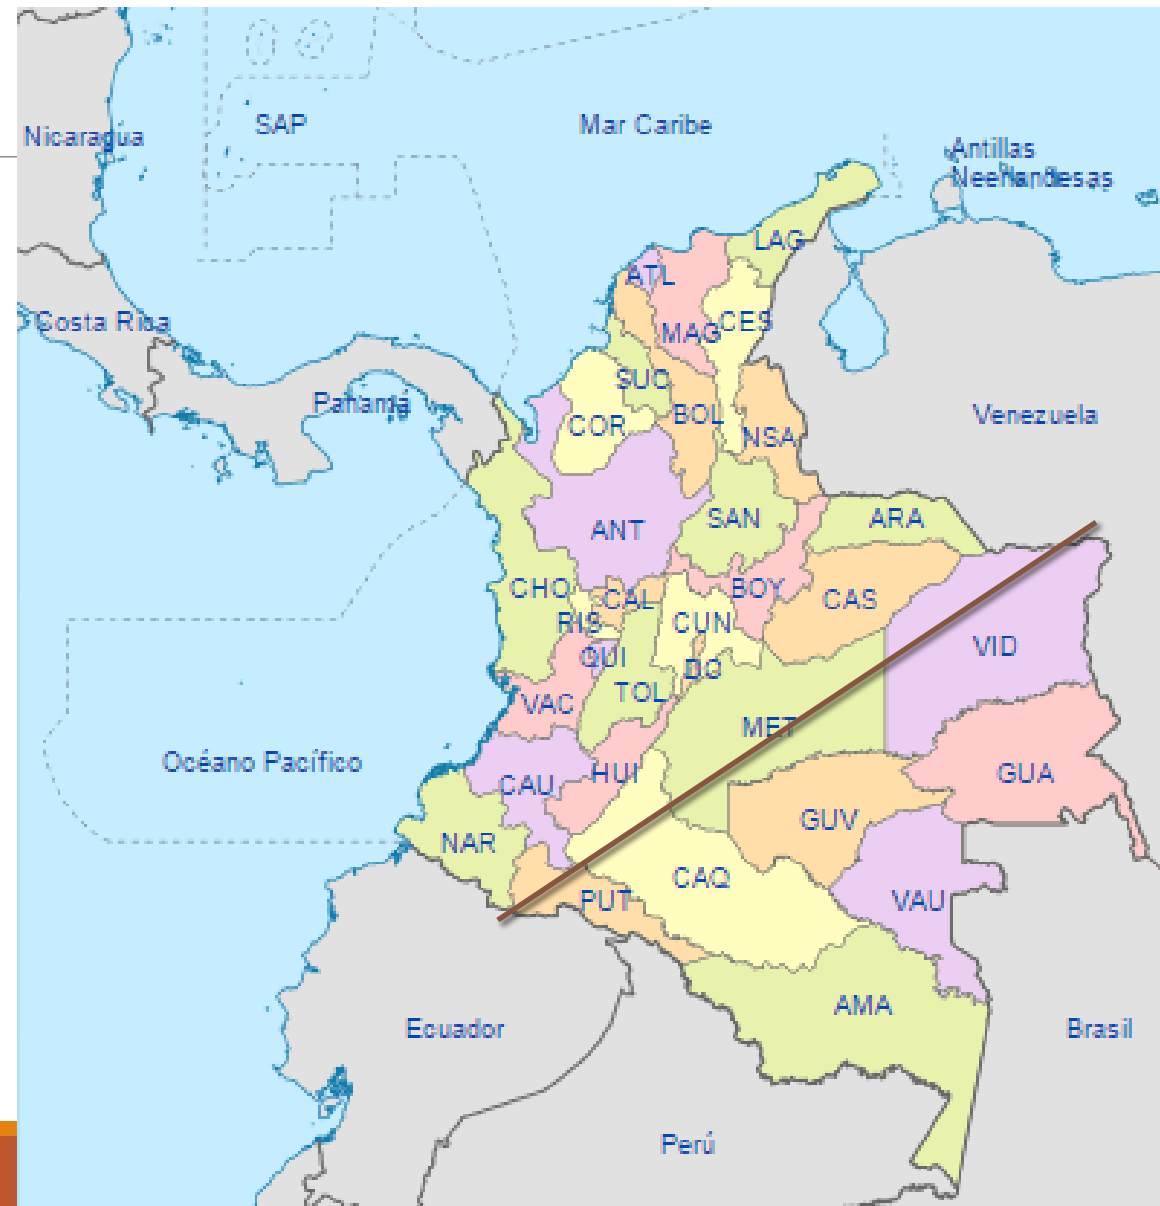 Nicaragua
SAP
Mar Caribe
Antillas
Neerlandesas
LAG
ATL
Costa Rica
MAG
CES
SUC
Panamá
BOL
COR
NSA
Venezuela
ANT
SAN
ARA
CHO
CAL
BOY
CAS
RIS
CUN
QUI
DC
VID
TOL
VAC
MET
Océano Pacífico
CAU
HUI
GUA
GUV
NAR
CAQ
PUT
VAU
AMA
Ecuador
Brasil
Perú